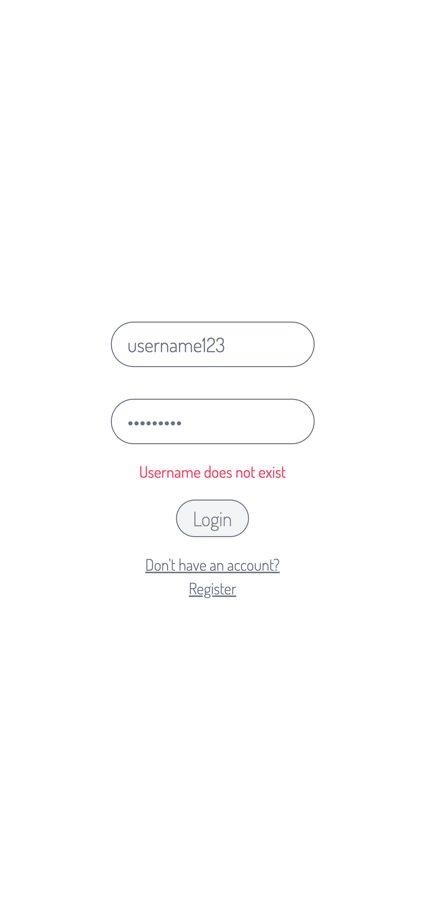 username123
•••••••••
Username does not exist
Login
Don't have an account?
Register